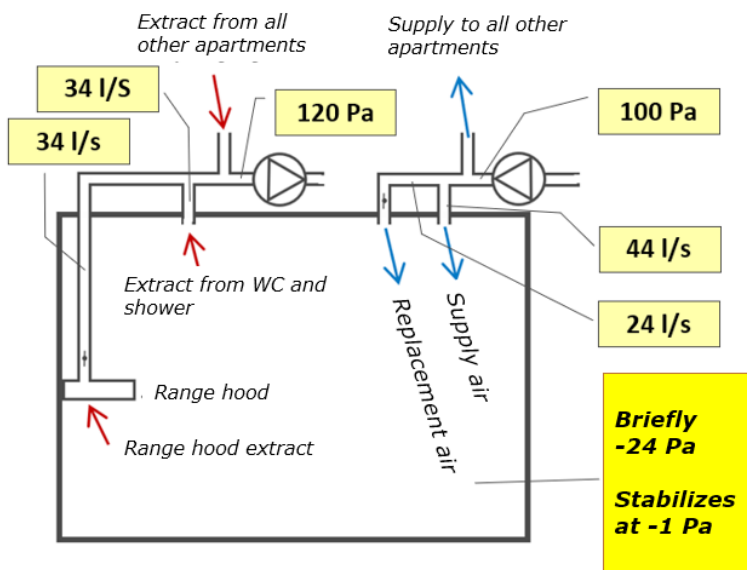 Extract from all
other apartments
Supply to all other
apartments
34 l/S
34 l/s
120 Pa
100 Pa
Extract from WC and
shower
44 l/s
24 l/s
Replacement air
Supply air
Range hood
Range hood extract
Briefly
-24 Pa
Stabilizes
at -1 Pa